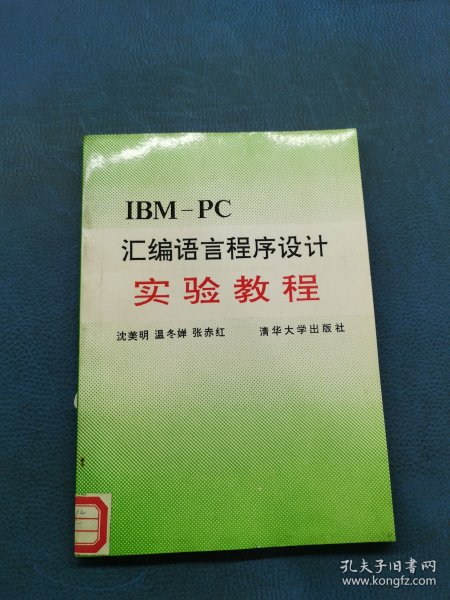 IBM-PC
汇编语言程序设计
实验教程
沈美明 温冬婵 张赤红 清华大学出版社
孔夫子旧书网
www.kongfz.com